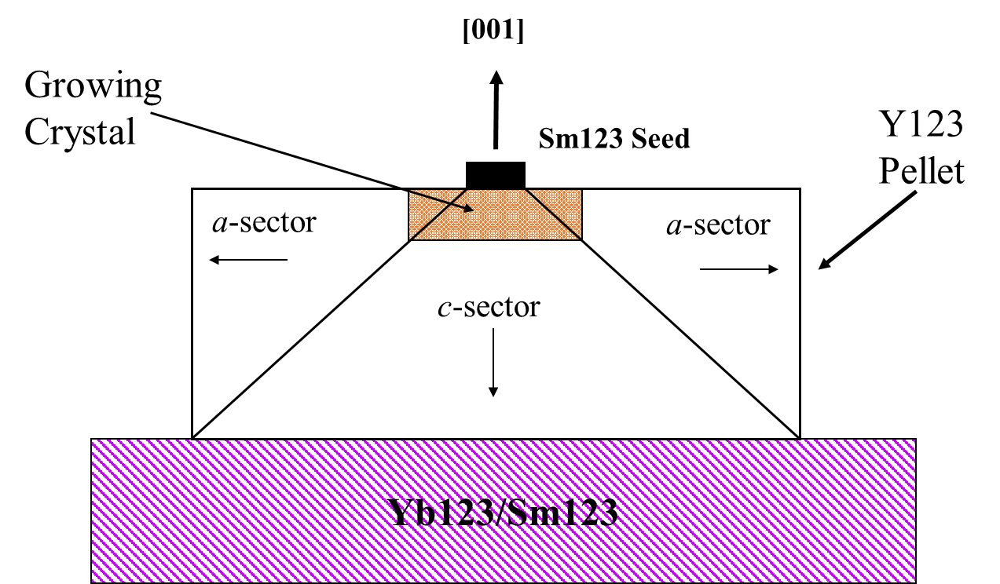 [001]
Growing
Crystal
Sm123 Seed
Y123
Pellet
a-sector
a-sector
c-sector
Yb123/Sm123